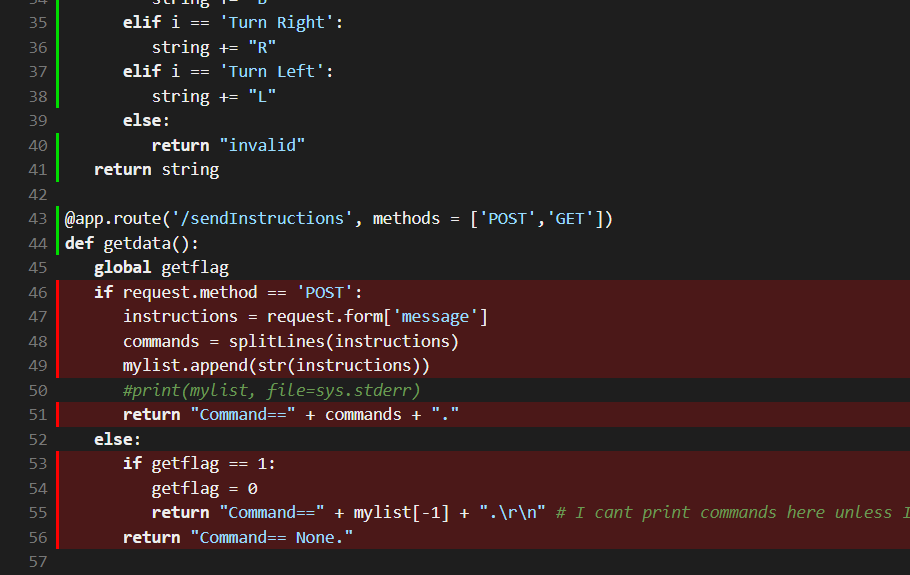 34 string += "B"
35 elif i == 'Turn Right':
36 string += "R"
37 elif i == 'Turn Left':
38 string += "L"
39 else:
40 return "invalid"
41 return string
42
43 @app.route('/sendInstructions', methods = ['POST','GET'])
44 def getdata():
45 global getflag
46 if request.method == 'POST':
47 instructions = request.form['message']
48 commands = splitLines(instructions)
49 mylist.append(str(instructions))
50 #print(mylist, file=sys.stderr)
51 return "Command==" + commands + "."
52 else:
53 if getflag == 1:
54 getflag = 0
55 return "Command==" + mylist[-1] + ".\r\n" # I cant print commands here unless I
56 return "Command== None."
57